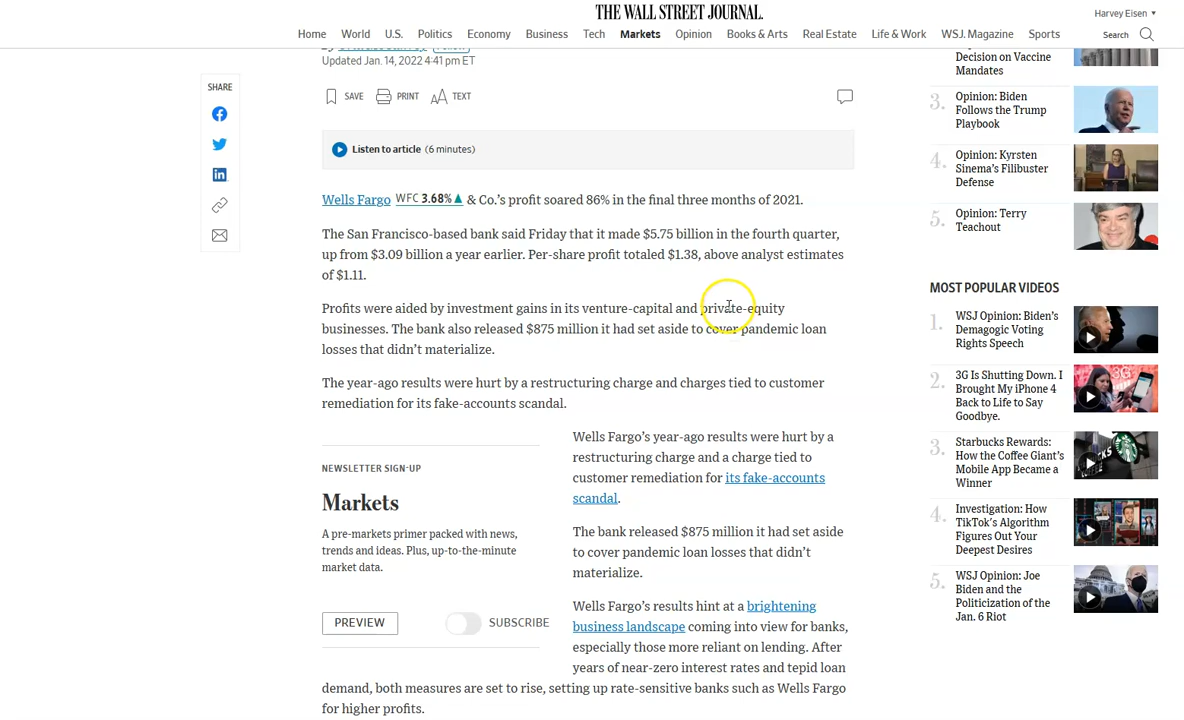 THE WALL STREET JOURNAL.
Harvey Eisen
Home World U.S. Politics Economy Business Tech Markets Opinion Books & Arts Real Estate Life & Work WSJ. Magazine Sports
Search
Updated Jan. 14, 2022 4:41 pm ET
SHARE
SAVE PRINT TEXT
Listen to article (6 minutes)
Wells Fargo WFC 3.68% ▲ & Co.’s profit soared 86% in the final three months of 2021.
The San Francisco-based bank said Friday that it made $5.75 billion in the fourth quarter,
up from $3.09 billion a year earlier. Per-share profit totaled $1.38, above analyst estimates
of $1.11.
Profits were aided by investment gains in its venture-capital and private-equity
businesses. The bank also released $875 million it had set aside to cover pandemic loan
losses that didn’t materialize.
The year-ago results were hurt by a restructuring charge and charges tied to customer
remediation for its fake-accounts scandal.
NEWSLETTER SIGN-UP
Markets
A pre-markets primer packed with news,
trends and ideas. Plus, up-to-the-minute
market data.
PREVIEW
SUBSCRIBE
Wells Fargo’s year-ago results were hurt by a
restructuring charge and a charge tied to
customer remediation for its fake-accounts
scandal.
The bank released $875 million it had set aside
to cover pandemic loan losses that didn’t
materialize.
Wells Fargo’s results hint at a brightening
business landscape coming into view for banks,
especially those more reliant on lending. After
years of near-zero interest rates and tepid loan
demand, both measures are set to rise, setting up rate-sensitive banks such as Wells Fargo
for higher profits.
Decision on Vaccine
Mandates
3. Opinion: Biden
Follows the Trump
Playbook
4. Opinion: Kyrsten
Sinema’s Filibuster
Defense
5. Opinion: Terry
Teachout
MOST POPULAR VIDEOS
1. WSJ Opinion: Biden’s
Demagogic Voting
Rights Speech
2. 3G Is Shutting Down. I
Brought My iPhone 4
Back to Life to Say
Goodbye.
3. Starbucks Rewards:
How the Coffee Giant’s
Mobile App Became a
Winner
4. Investigation: How
TikTok’s Algorithm
Figures Out Your
Deepest Desires
5. WSJ Opinion: Joe
Biden and the
Politicization of the
Jan. 6 Riot